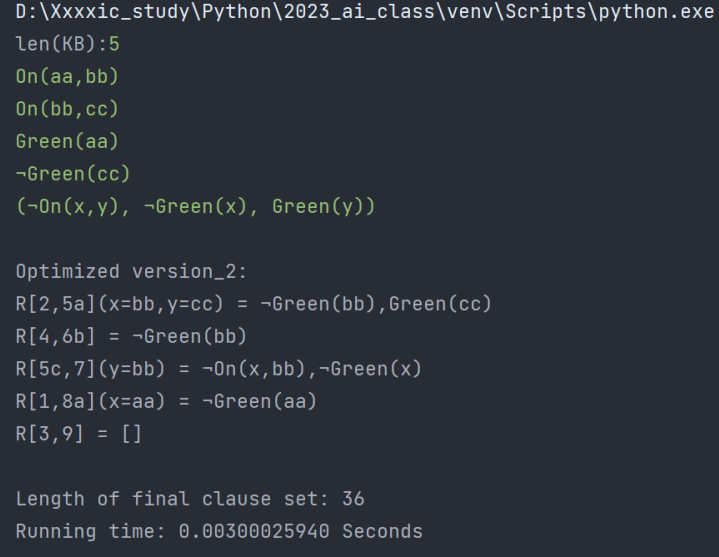 D:\Xxxxic_study\Python\2023_ai_class\venv\Scripts\python.exe
len(KB):5
On(aa,bb)
On(bb,cc)
Green(aa)
¬Green(cc)
(¬On(x,y), ¬Green(x), Green(y))
Optimized version_2:
R[2,5a](x=bb,y=cc) = ¬Green(bb),Green(cc)
R[4,6b] = ¬Green(bb)
R[5c,7](y=bb) = ¬On(x,bb),¬Green(x)
R[1,8a](x=aa) = ¬Green(aa)
R[3,9] = []
Length of final clause set: 36
Running time: 0.00300025940 Seconds